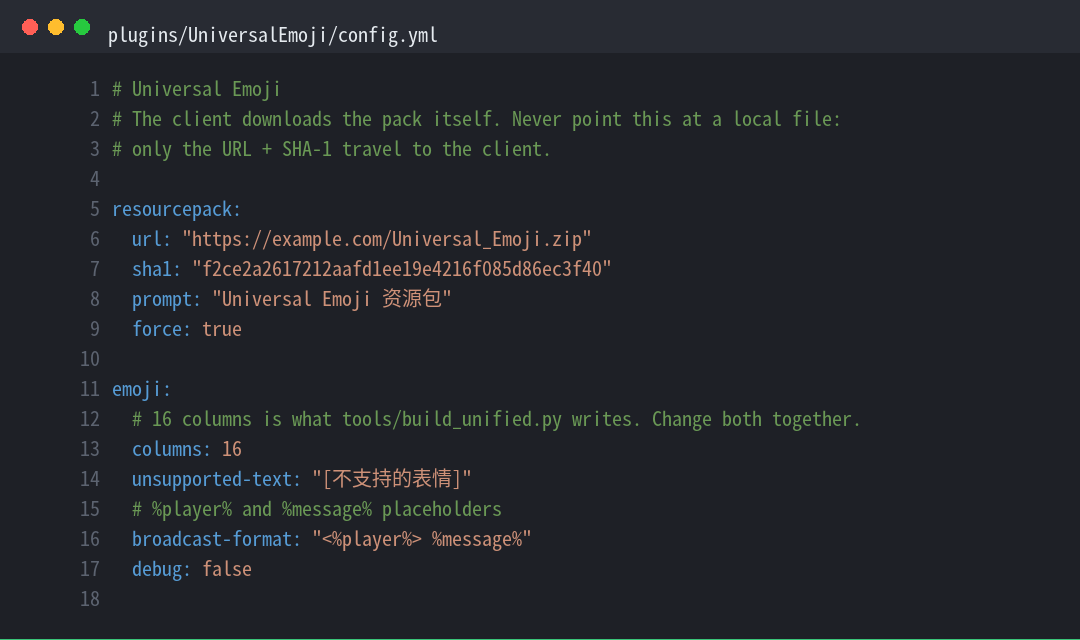 plugins/UniversalEmoji/config.yml
1 # Universal Emoji
2 # The client downloads the pack itself. Never point this at a local file:
3 # only the URL + SHA-1 travel to the client.
4
5 resourcepack:
6   url: "https://example.com/Universal_Emoji.zip"
7   sha1: "f2ce2a2617212aafd1ee19e4216f085d86ec3f40"
8   prompt: "Universal Emoji 资源包"
9   force: true
10
11 emoji:
12   # 16 columns is what tools/build_unified.py writes. Change both together.
13   columns: 16
14   unsupported-text: "[不支持的表情]"
15   # %player% and %message% placeholders
16   broadcast-format: "<%player%> %message%"
17   debug: false
18